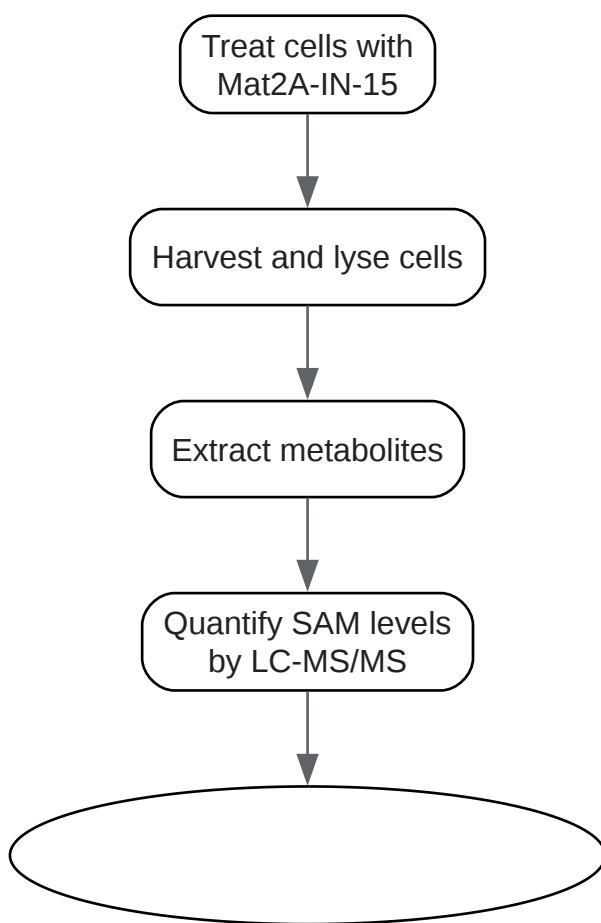 Treat cells with
Mat2A-IN-15
Harvest and lyse cells
Extract metabolites
Quantify SAM levels
by LC-MS/MS